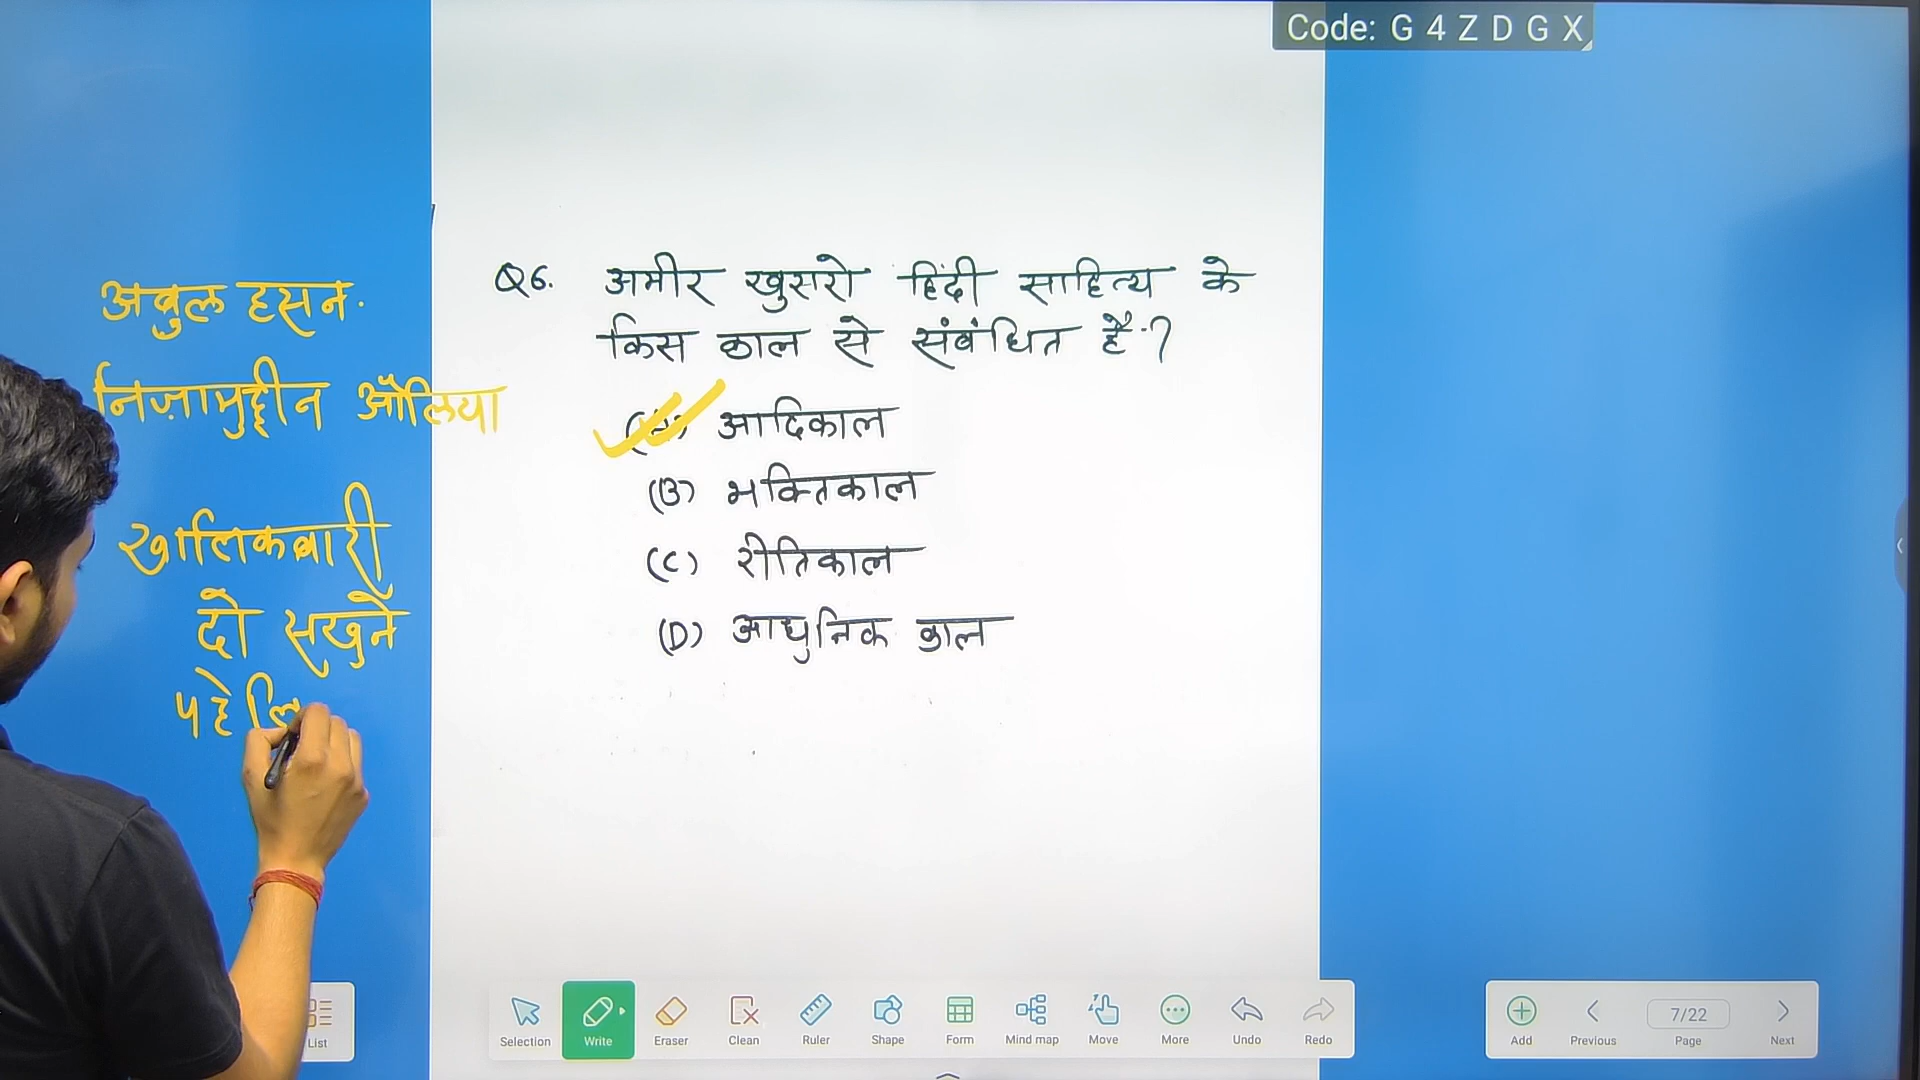 Code: G 4 Z D G X
अबुल हसन.
निज़ामुद्दीन औलिया
खालिकबारी
दो सखुने
पहेलि
Q6. अमीर खुसरो हिंदी साहित्य के
किस काल से संबंधित हैं?
(A) आदिकाल
(B) भक्तिकाल
(C) रीतिकाल
(D) आधुनिक काल
List
Selection Write Eraser Clean Ruler Shape Form Mind map Move More Undo Redo
7/22
Add Previous Page Next